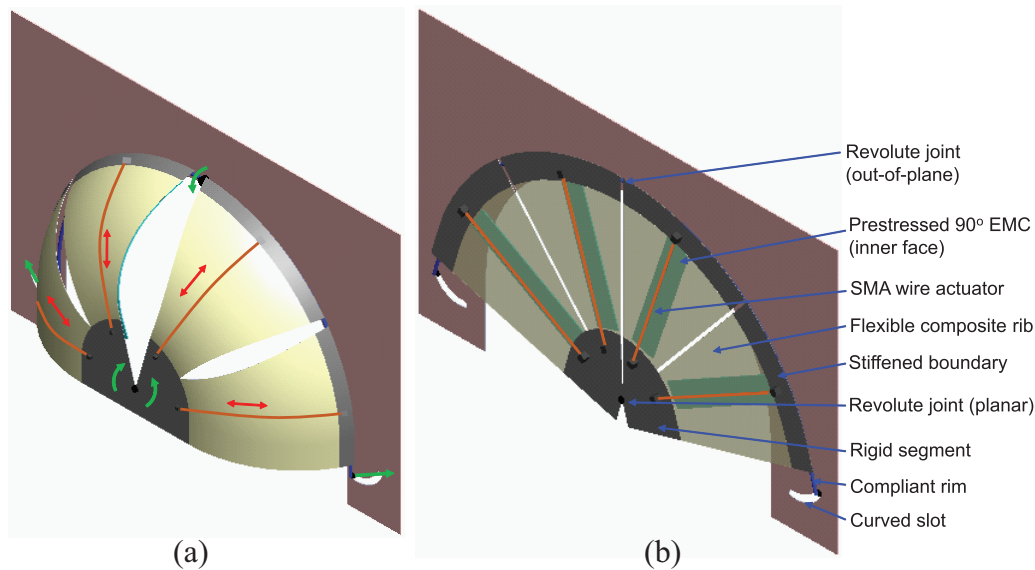 Revolute joint
(out-of-plane)
Prestressed 90º EMC
(inner face)
SMA wire actuator
Flexible composite rib
Stiffened boundary
Revolute joint (planar)
Rigid segment
Compliant rim
Curved slot
(a)
(b)